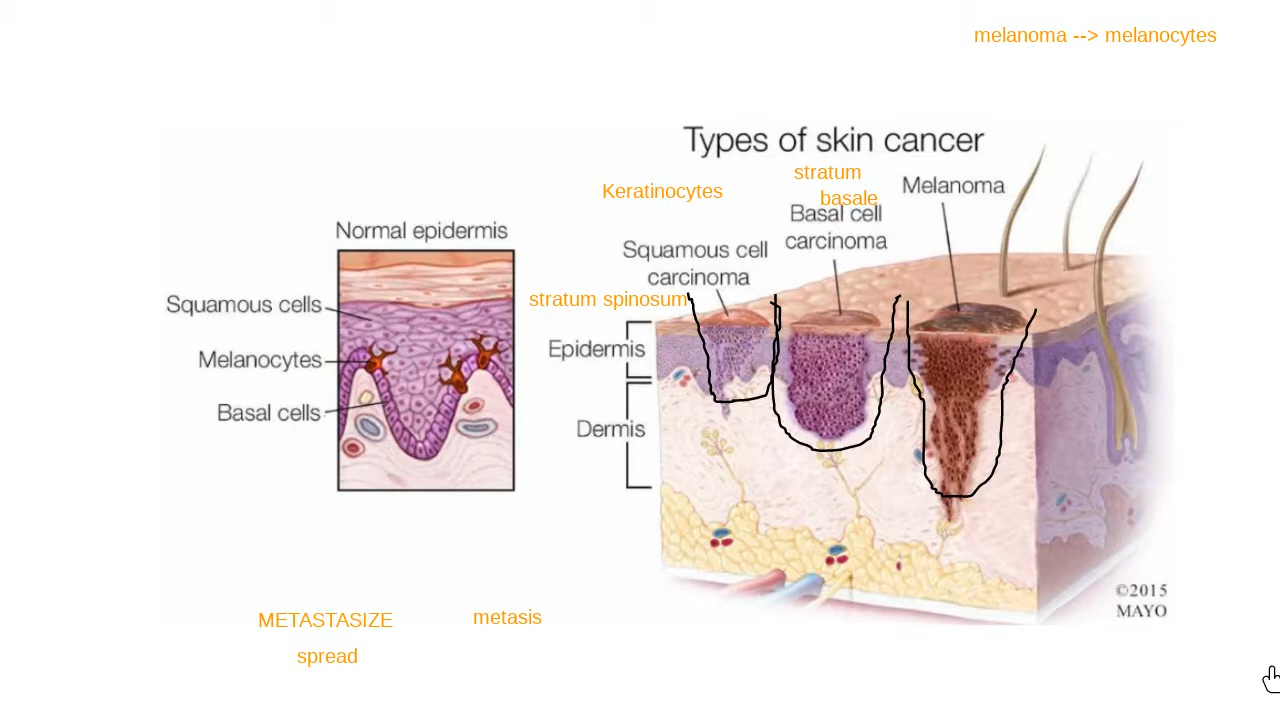 melanoma --> melanocytes
Types of skin cancer
stratum
basale
Keratinocytes
Melanoma
Basal cell
carcinoma
Squamous cell
carcinoma
stratum spinosum
Normal epidermis
Squamous cells
Melanocytes
Basal cells
Epidermis
Dermis
©2015
MAYO
METASTASIZE
metasis
spread